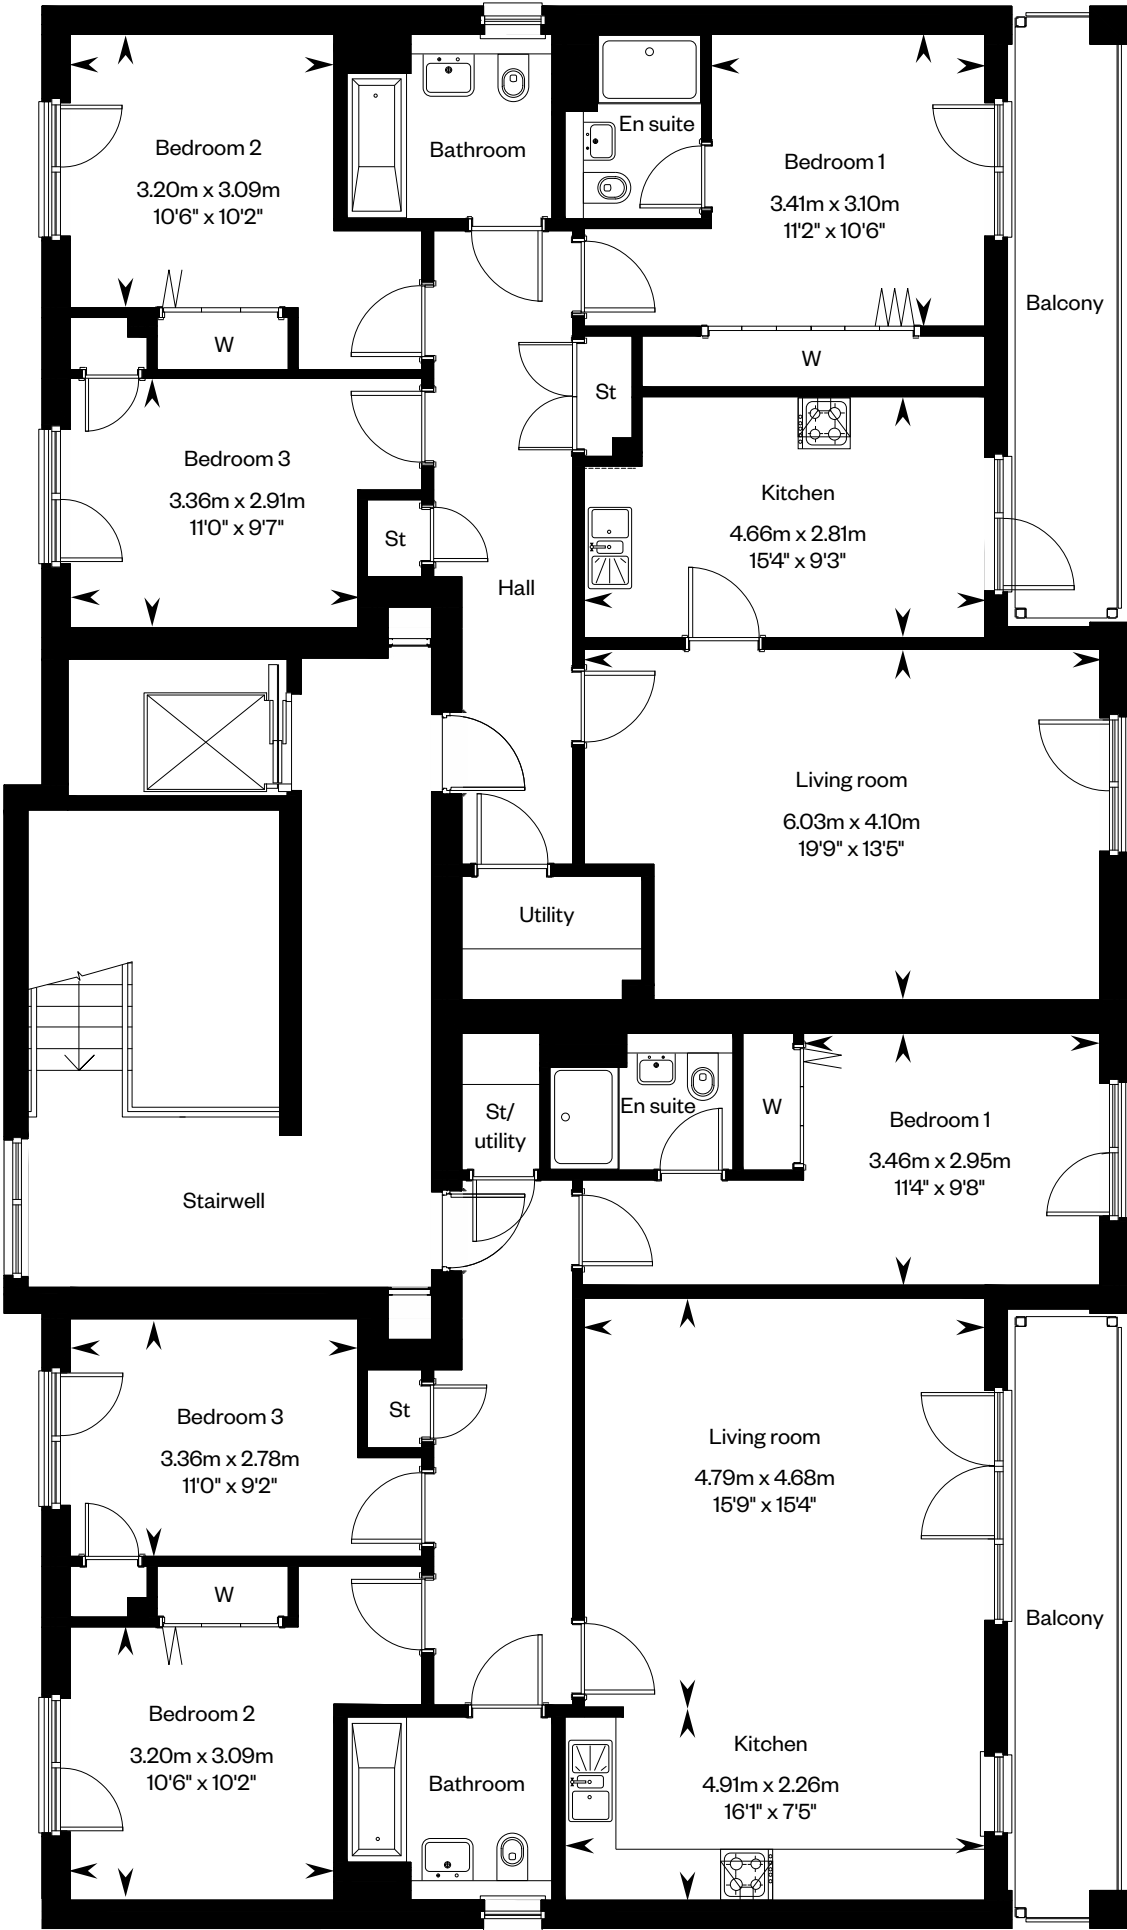 Bedroom 2
3.20m x 3.09m
10'6" x 10'2"
Bathroom
En suite
Bedroom 1
3.41m x 3.10m
11'2" x 10'6"
Balcony
W
W
St
Bedroom 3
3.36m x 2.91m
11'0" x 9'7"
St
Kitchen
4.66m x 2.81m
15'4" x 9'3"
Hall
Living room
6.03m x 4.10m
19'9" x 13'5"
Utility
St/
utility
En suite
W
Bedroom 1
3.46m x 2.95m
11'4" x 9'8"
Stairwell
Bedroom 3
3.36m x 2.78m
11'0" x 9'2"
St
Living room
4.79m x 4.68m
15'9" x 15'4"
W
Balcony
Bedroom 2
3.20m x 3.09m
10'6" x 10'2"
Bathroom
Kitchen
4.91m x 2.26m
16'1" x 7'5"